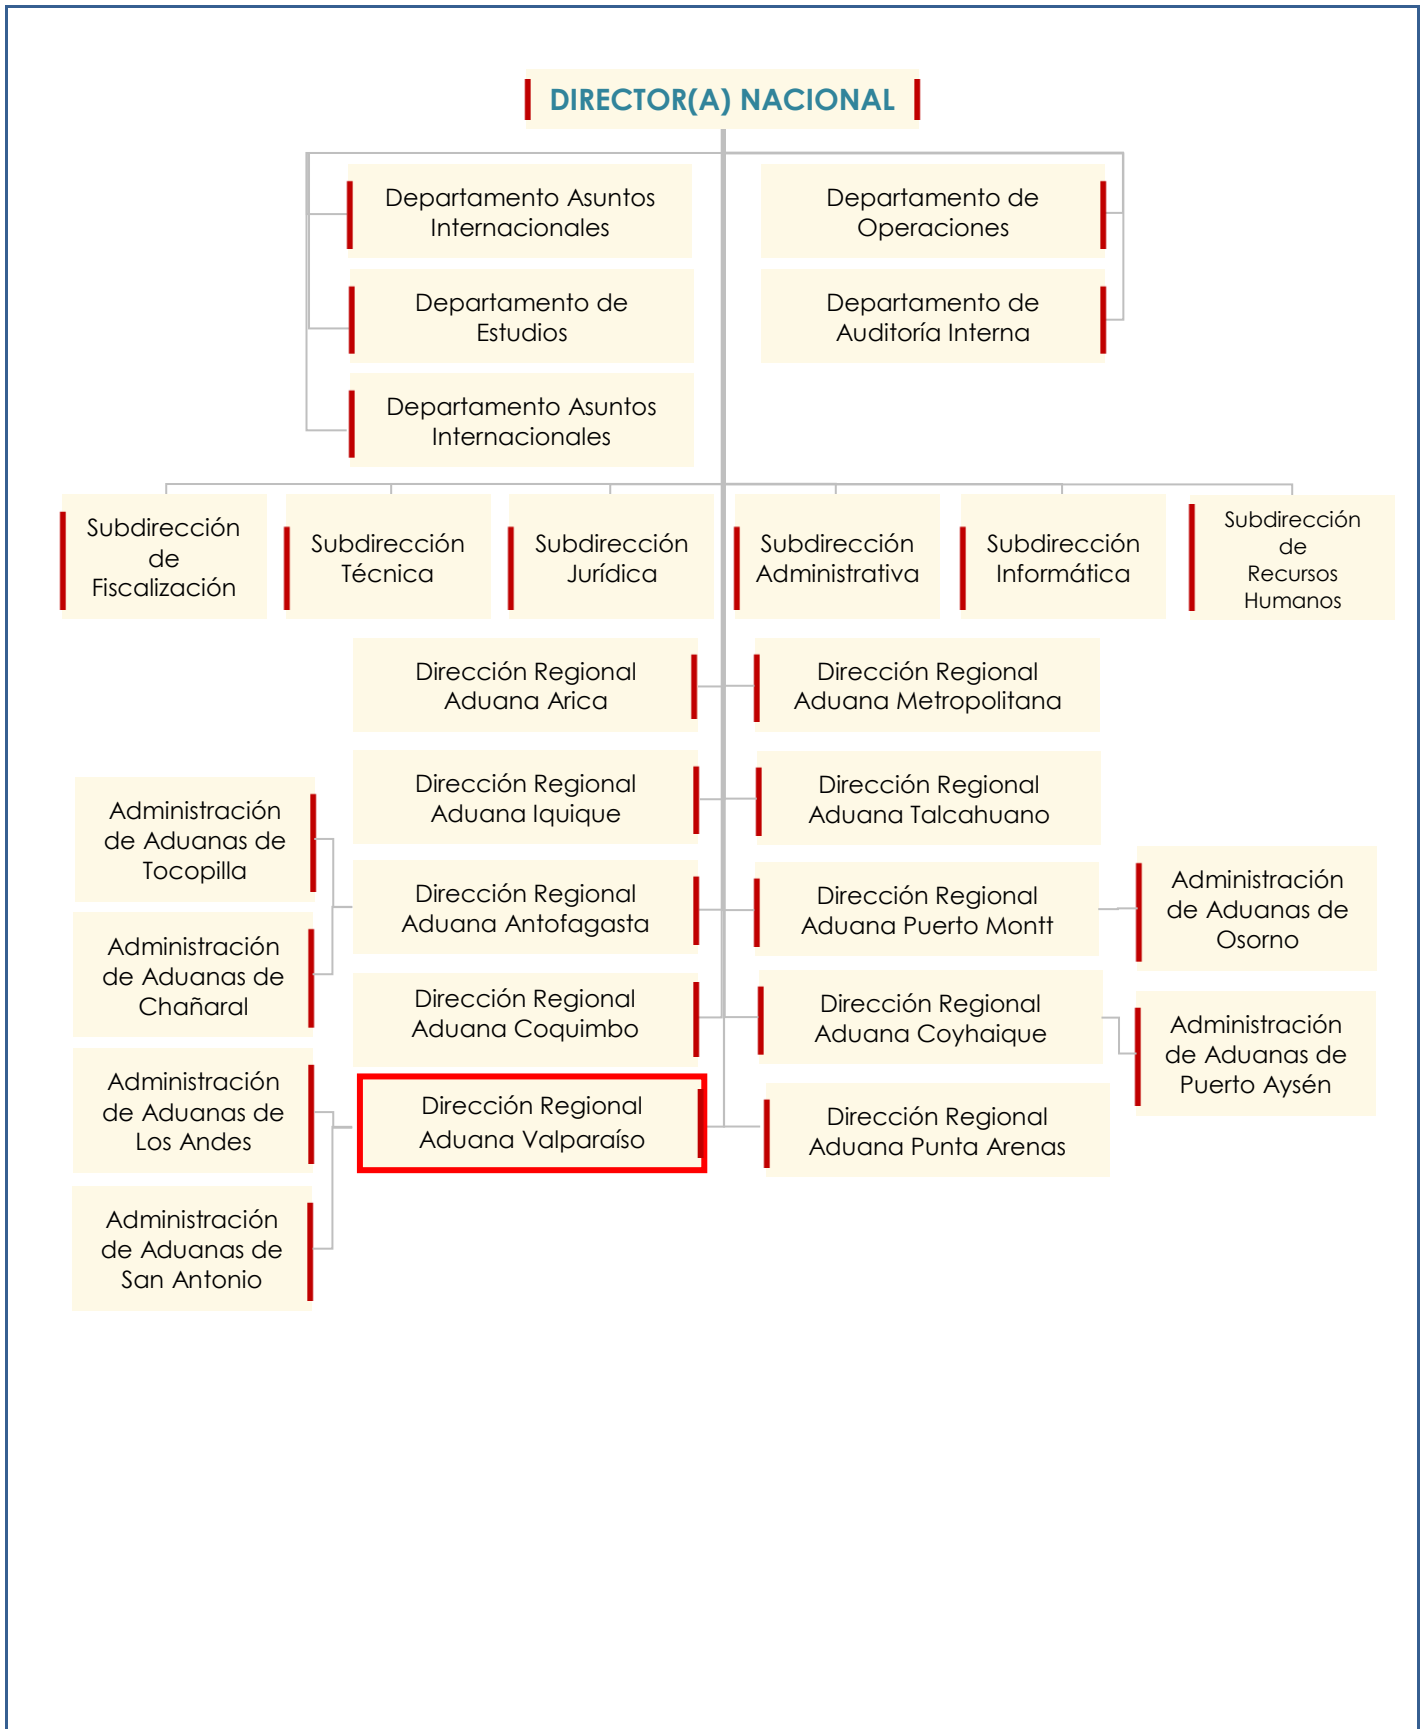 DIRECTOR(A) NACIONAL
Departamento Asuntos
Internacionales
Departamento de
Operaciones
Departamento de
Estudios
Departamento de
Auditoría Interna
Departamento Asuntos
Internacionales
Subdirección
de
Fiscalización
Subdirección
Técnica
Subdirección
Jurídica
Subdirección
Administrativa
Subdirección
Informática
Subdirección
de
Recursos
Humanos
Dirección Regional
Aduana Arica
Dirección Regional
Aduana Metropolitana
Dirección Regional
Aduana Iquique
Dirección Regional
Aduana Talcahuano
Administración
de Aduanas de
Tocopilla
Dirección Regional
Aduana Antofagasta
Dirección Regional
Aduana Puerto Montt
Administración
de Aduanas de
Osorno
Administración
de Aduanas de
Chañaral
Dirección Regional
Aduana Coquimbo
Dirección Regional
Aduana Coyhaique
Administración
de Aduanas de
Puerto Aysén
Administración
de Aduanas de
Los Andes
Dirección Regional
Aduana Valparaíso
Dirección Regional
Aduana Punta Arenas
Administración
de Aduanas de
San Antonio